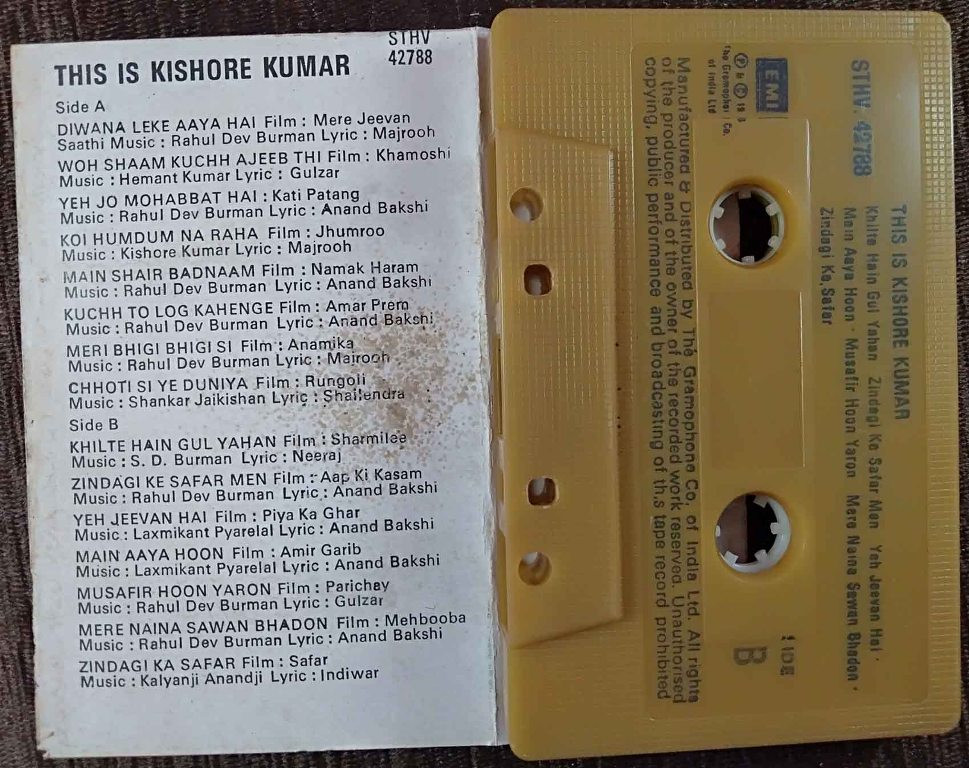 STHV
42788
THIS IS KISHORE KUMAR
Side A
DIWANA LEKE AAYA HAI Film : Mere Jeevan
Saathi Music : Rahul Dev Burman Lyric : Majrooh
WOH SHAAM KUCHH AJEEB THI Film : Khamoshi
Music : Hemant Kumar Lyric : Gulzar
YEH JO MOHABBAT HAI : Kati Patang
Music : Rahul Dev Burman Lyric : Anand Bakshi
KOI HUMDUM NA RAHA Film : Jhumroo
Music : Kishore Kumar Lyric : Majrooh
MAIN SHAIR BADNAAM Film : Namak Haram
Music : Rahul Dev Burman Lyric : Anand Bakshi
KUCHH TO LOG KAHENGE Film : Amar Prem
Music : Rahul Dev Burman Lyric : Anand Bakshi
MERI BHIGI BHIGI SI Film : Anamika
Music : Rahul Dev Burman Lyric : Majrooh
CHHOTI SI YE DUNIYA Film : Rungoli
Music : Shankar Jaikishan Lyric : Shailendra
Side B
KHILTE HAIN GUL YAHAN Film : Sharmilee
Music : S. D. Burman Lyric : Neeraj
ZINDAGI KE SAFAR MEN Film : Aap Ki Kasam
Music : Rahul Dev Burman Lyric : Anand Bakshi
YEH JEEVAN HAI Film : Piya Ka Ghar
Music : Laxmikant Pyarelal Lyric : Anand Bakshi
MAIN AAYA HOON Film : Amir Garib
Music : Laxmikant Pyarelal Lyric : Anand Bakshi
MUSAFIR HOON YARON Film : Parichay
Music : Rahul Dev Burman Lyric : Gulzar
MERE NAINA SAWAN BHADON Film : Mehbooba
Music : Rahul Dev Burman Lyric : Anand Bakshi
ZINDAGI KA SAFAR Film : Safar
Music : Kalyanji Anandji Lyric : Indiwar
STHV 42788
EMI
℗ & © 19
The Gramophone Co.
of India Ltd
THIS IS KISHORE KUMAR
Khilte Hain Gul Yahan Zindagi Ke Safar Men Yeh Jeevan Hai ·
Main Aaya Hoon · Musafir Hoon Yaron Mere Naina Sawan Bhadon ·
Zindagi Ka Safar
SIDE
B
Manufactured & Distributed by The Gramophone Co. of India Ltd. All rights
of the producer and of the owner of the recorded work reserved. Unauthorised
copying, public performance and broadcasting of this tape record prohibited